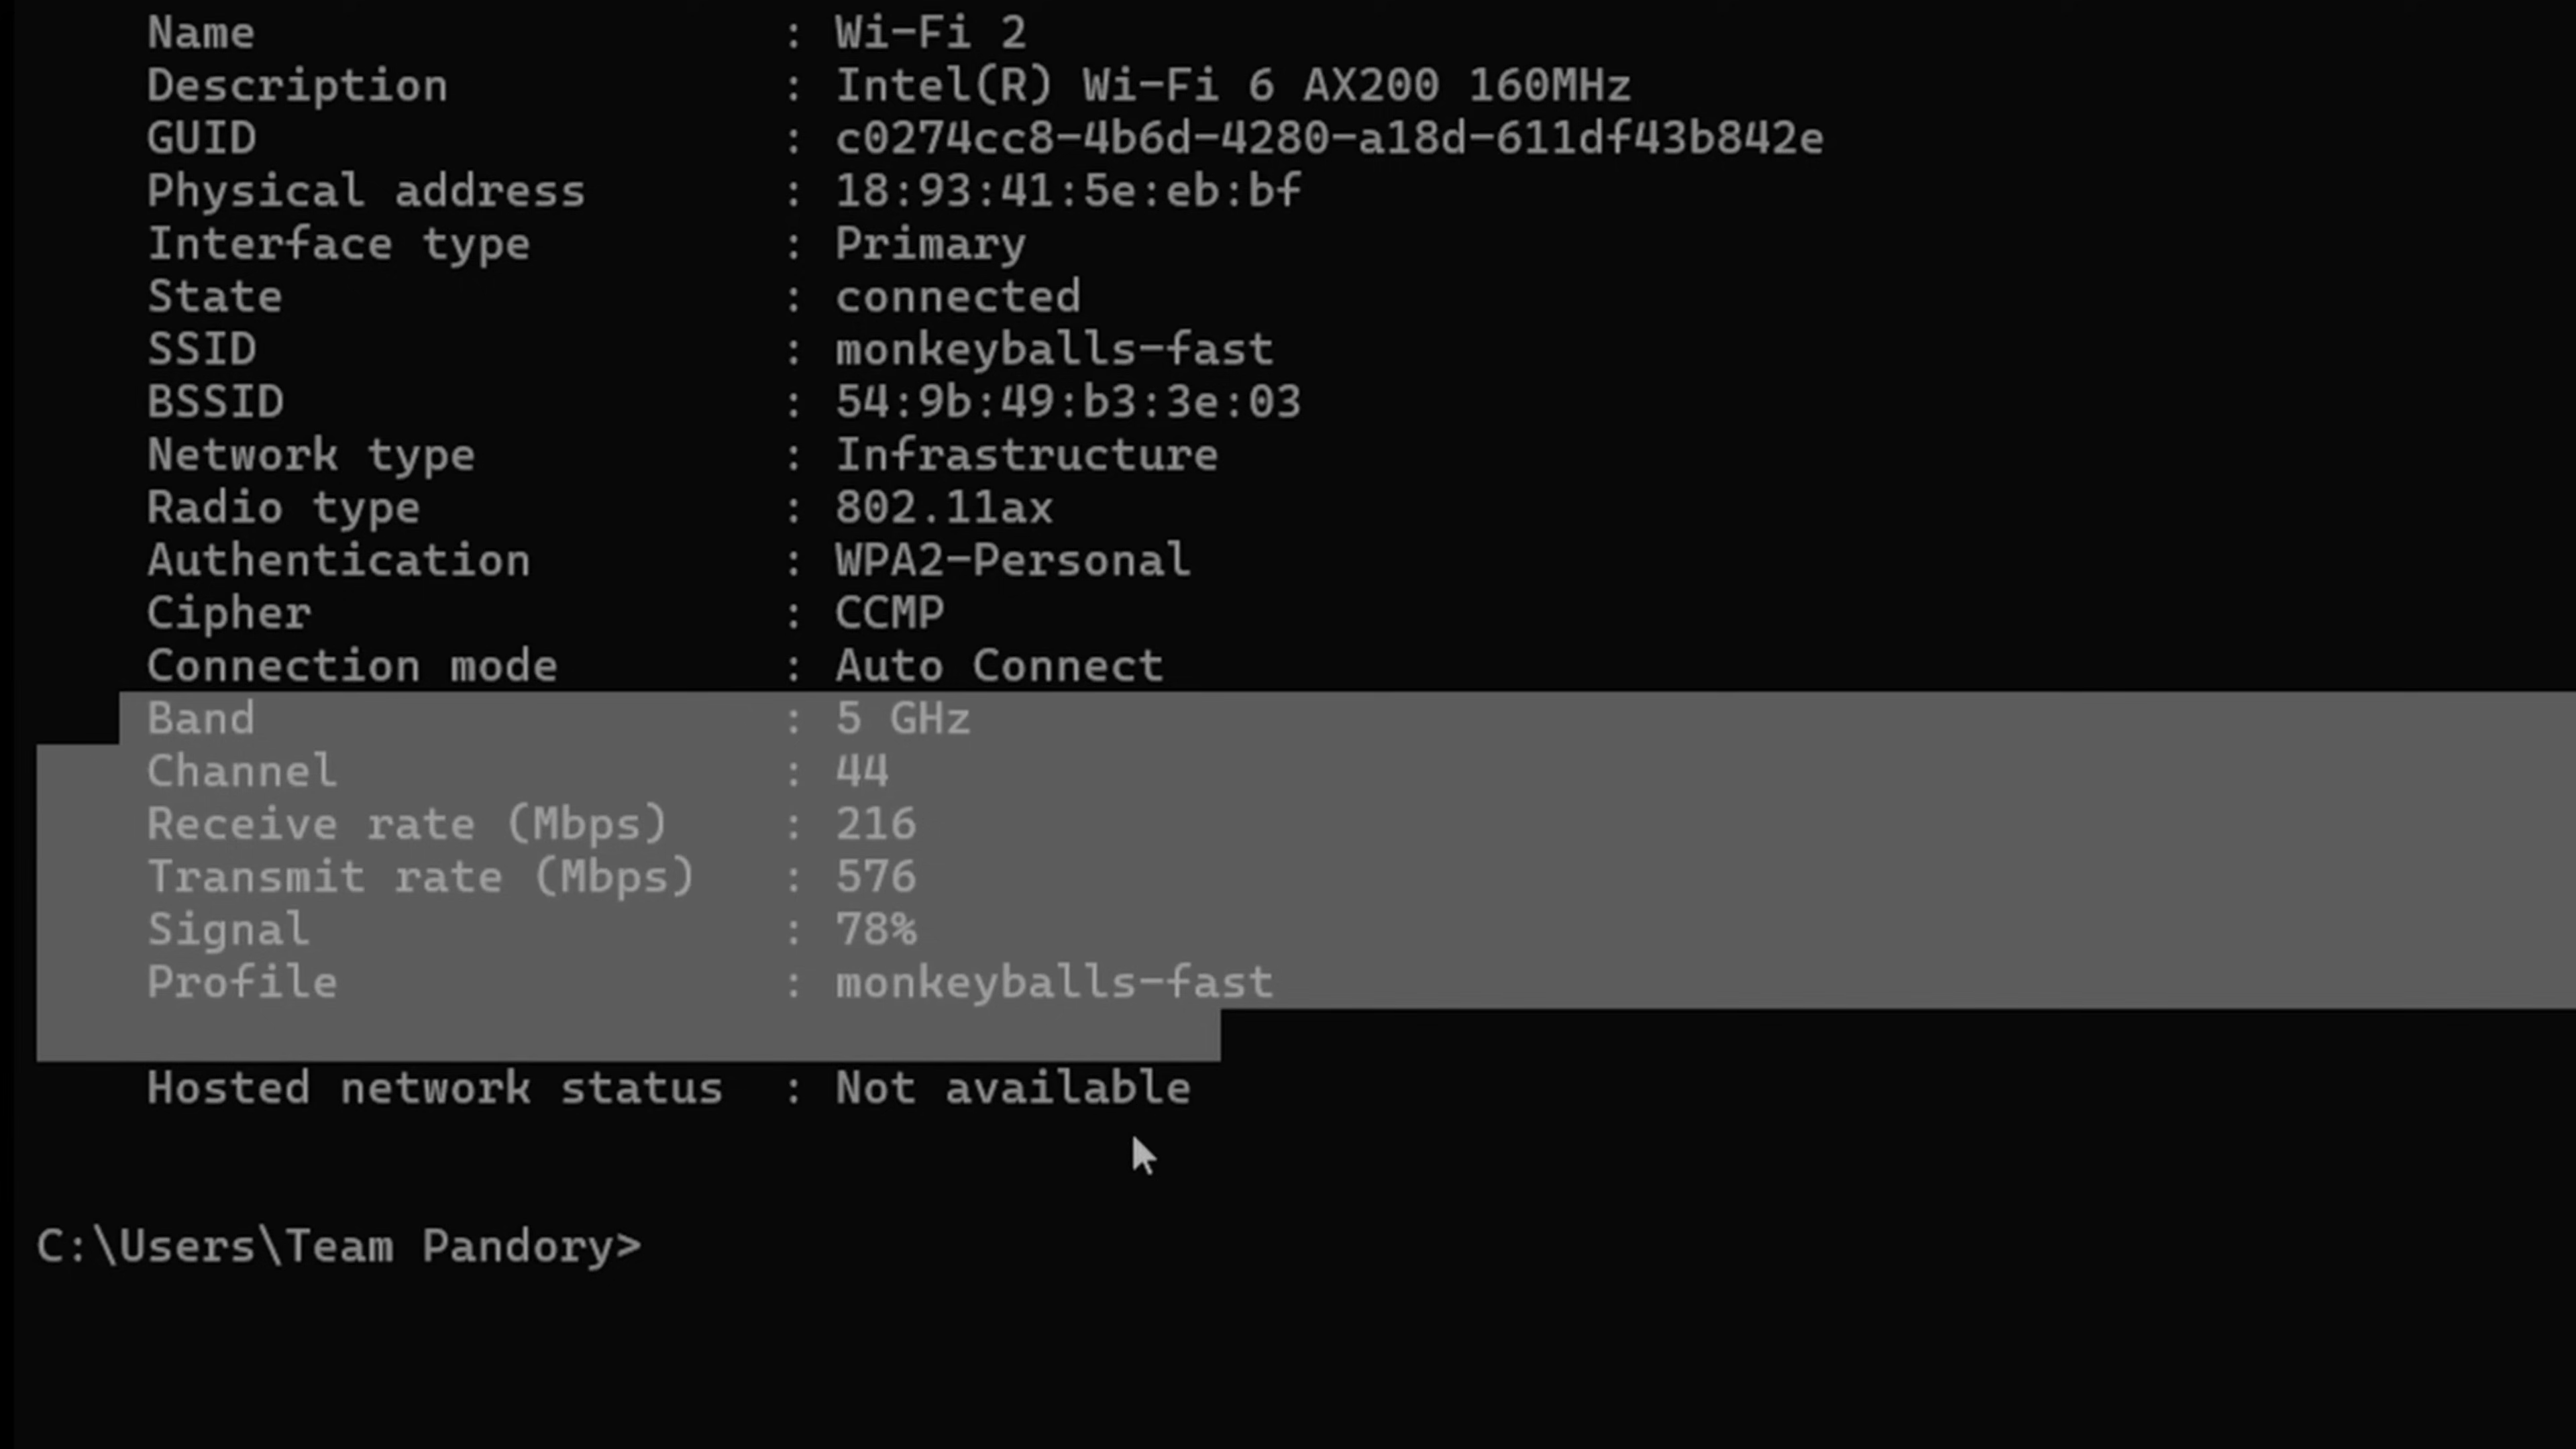 Name : Wi-Fi 2
Description : Intel(R) Wi-Fi 6 AX200 160MHz
GUID : c0274cc8-4b6d-4280-a18d-611df43b842e
Physical address : 18:93:41:5e:eb:bf
Interface type : Primary
State : connected
SSID : monkeyballs-fast
BSSID : 54:9b:49:b3:3e:03
Network type : Infrastructure
Radio type : 802.11ax
Authentication : WPA2-Personal
Cipher : CCMP
Connection mode : Auto Connect
Band : 5 GHz
Channel : 44
Receive rate (Mbps) : 216
Transmit rate (Mbps) : 576
Signal : 78%
Profile : monkeyballs-fast
Hosted network status : Not available
C:\Users\Team Pandory>